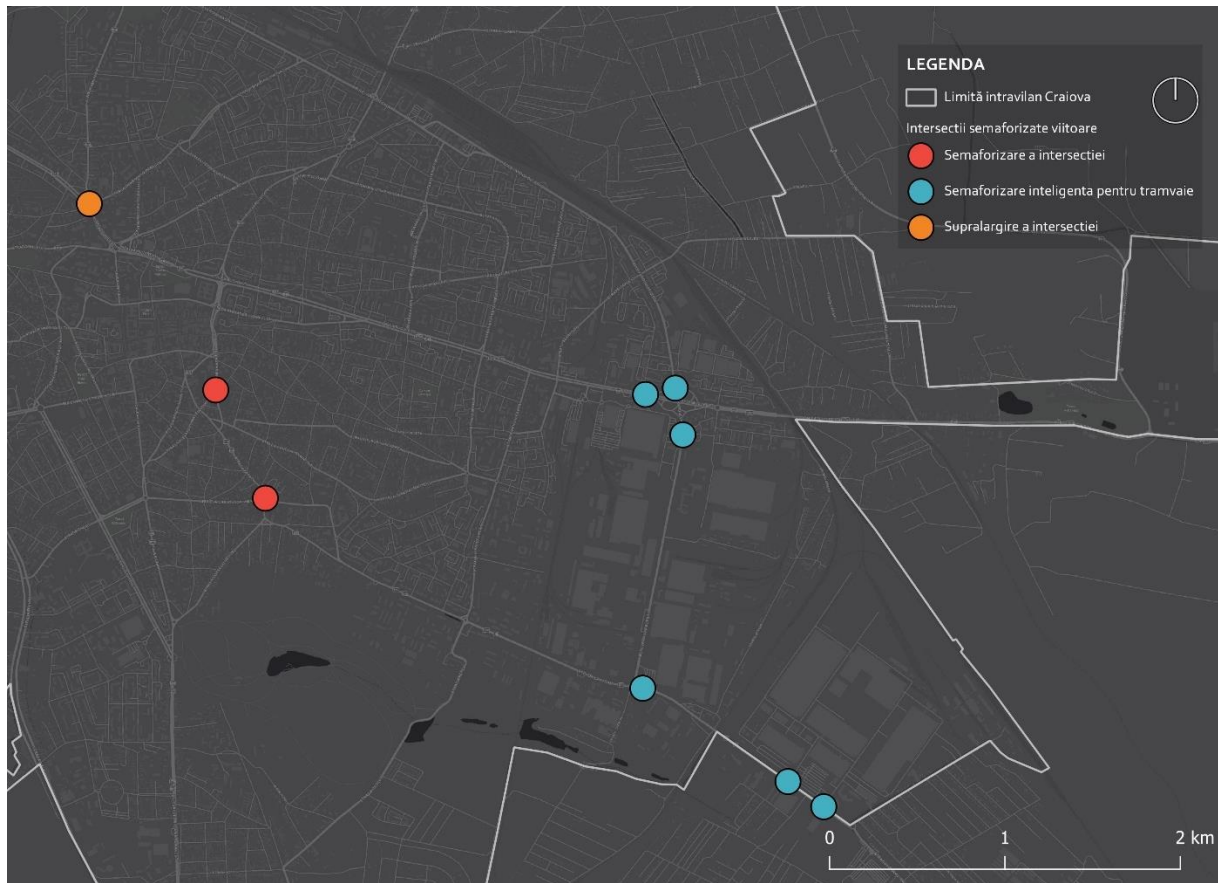 LEGENDA
Limită intravilan Craiova
Intersectii semaforizate viitoare
Semaforizare a intersectiei
Semaforizare inteligenta pentru tramvaie
Supralargire a intersectiei
0 1 2 km